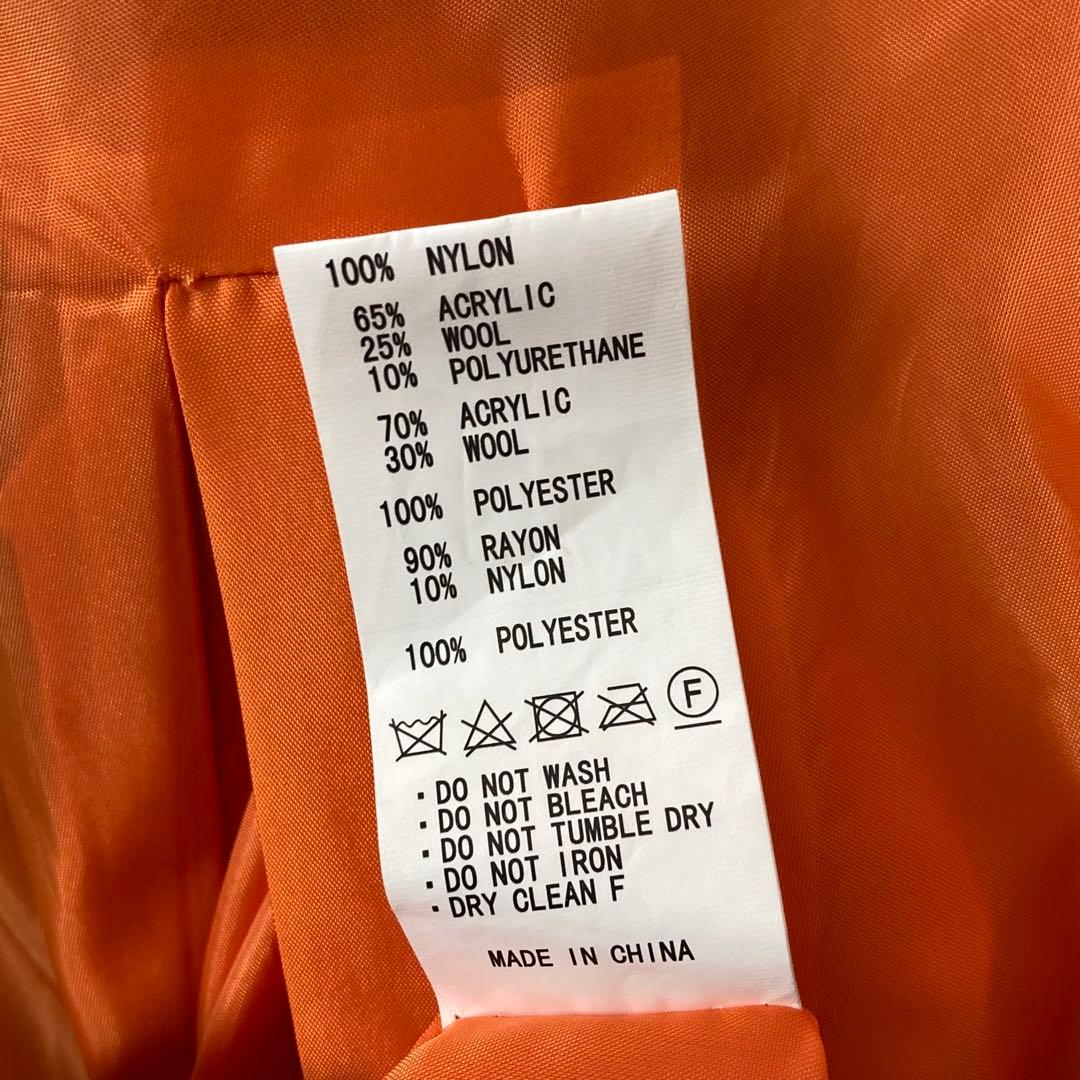 100% NYLON
65% ACRYLIC
25% WOOL
10% POLYURETHANE
70% ACRYLIC
30% WOOL
100% POLYESTER
90% RAYON
10% NYLON
100% POLYESTER
F
・DO NOT WASH
・DO NOT BLEACH
・DO NOT TUMBLE DRY
・DO NOT IRON
・DRY CLEAN F
MADE IN CHINA